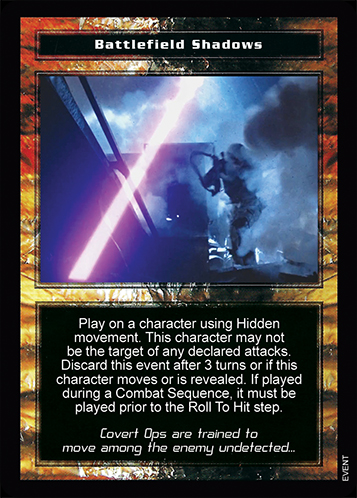 Battlefield Shadows
Play on a character using Hidden
movement. This character may not
be the target of any declared attacks.
Discard this event after 3 turns or if this
character moves or is revealed. If played
during a Combat Sequence, it must be
played prior to the Roll To Hit step.
Covert Ops are trained to
move among the enemy undetected...
EVENT